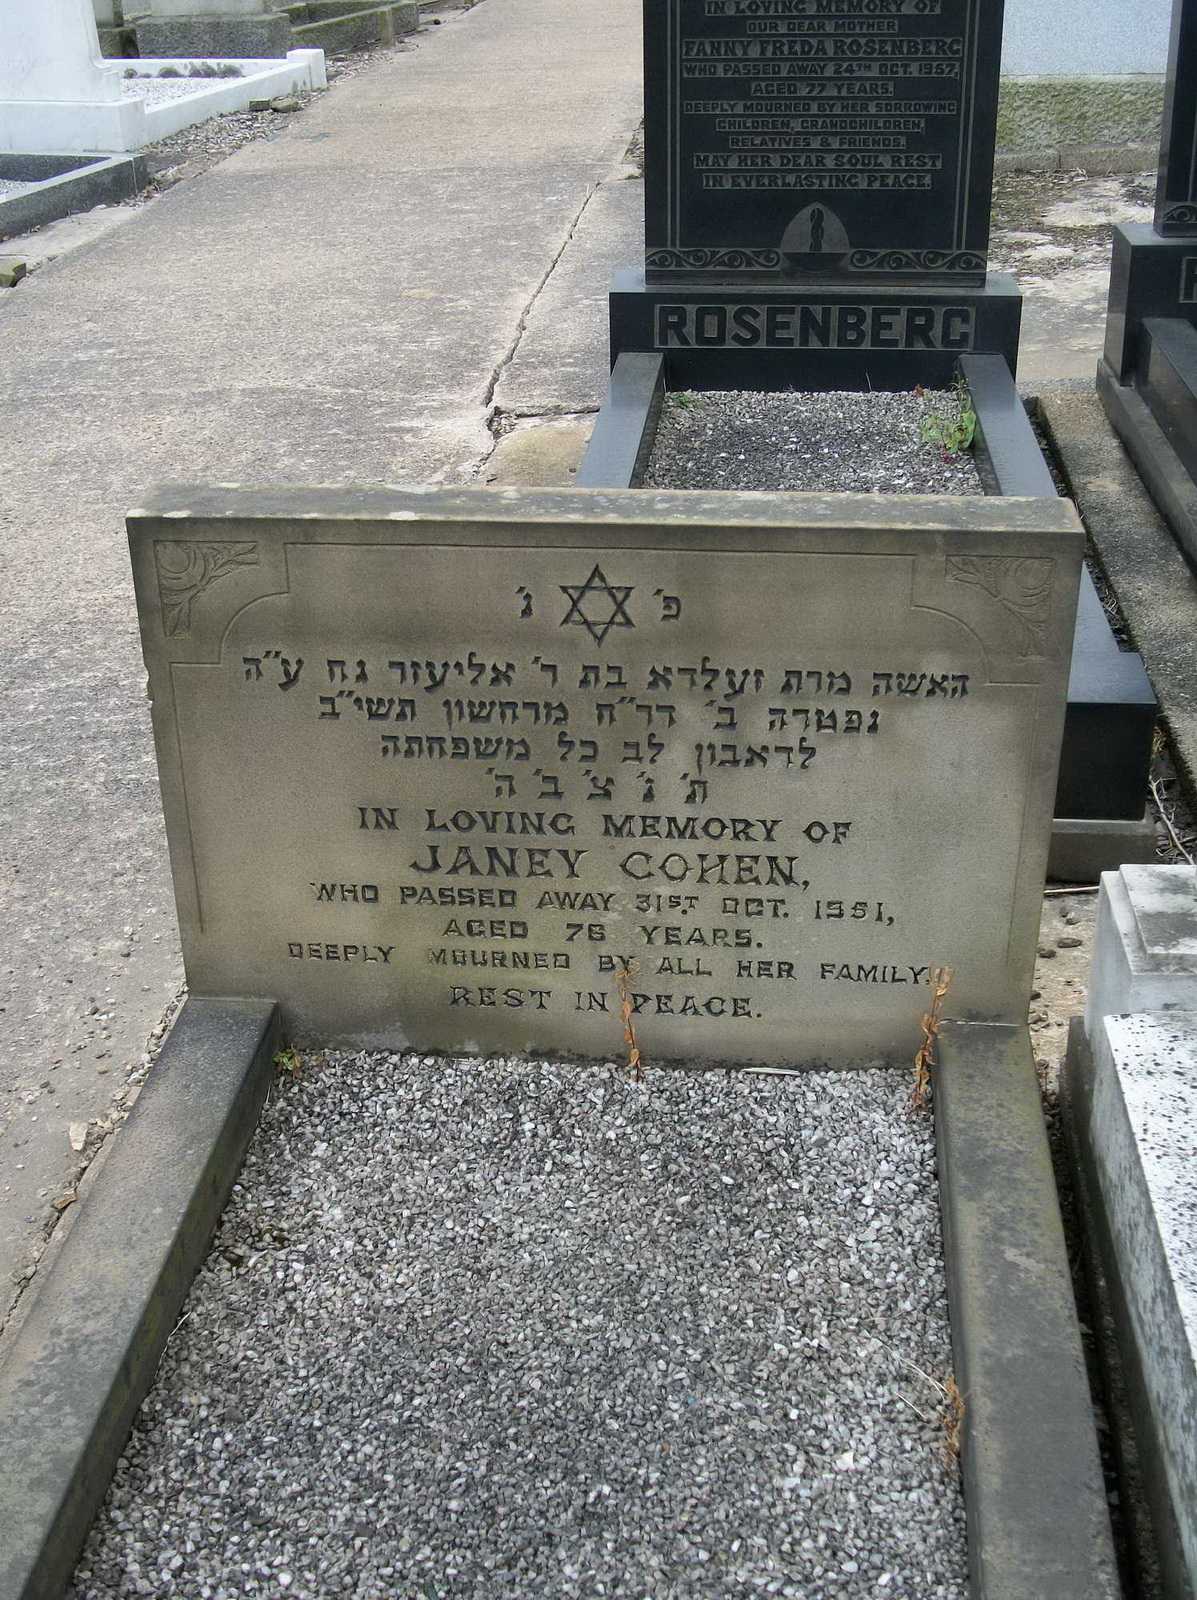 IN LOVING MEMORY OF
OUR DEAR MOTHER
FANNY FREDA ROSENBERG
WHO PASSED AWAY 24TH OCT. 1957,
AGED 77 YEARS.
DEEPLY MOURNED BY HER SORROWING
CHILDREN, GRANDCHILDREN,
RELATIVES & FRIENDS.
MAY HER DEAR SOUL REST
IN EVERLASTING PEACE.
ROSENBERG
פ׳ נ׳
האשה מרת זעלדא בת ר׳ אליעזר גח ע״ה
נפטרה ב׳ דר״ח מרחשון תשי״ב
לדאבון לב כל משפחתה
ת׳ נ׳ צ׳ ב׳ ה׳
IN LOVING MEMORY OF
JANEY COHEN,
WHO PASSED AWAY 31ST. OCT. 1951,
AGED 76 YEARS.
DEEPLY MOURNED BY ALL HER FAMILY.
REST IN PEACE.